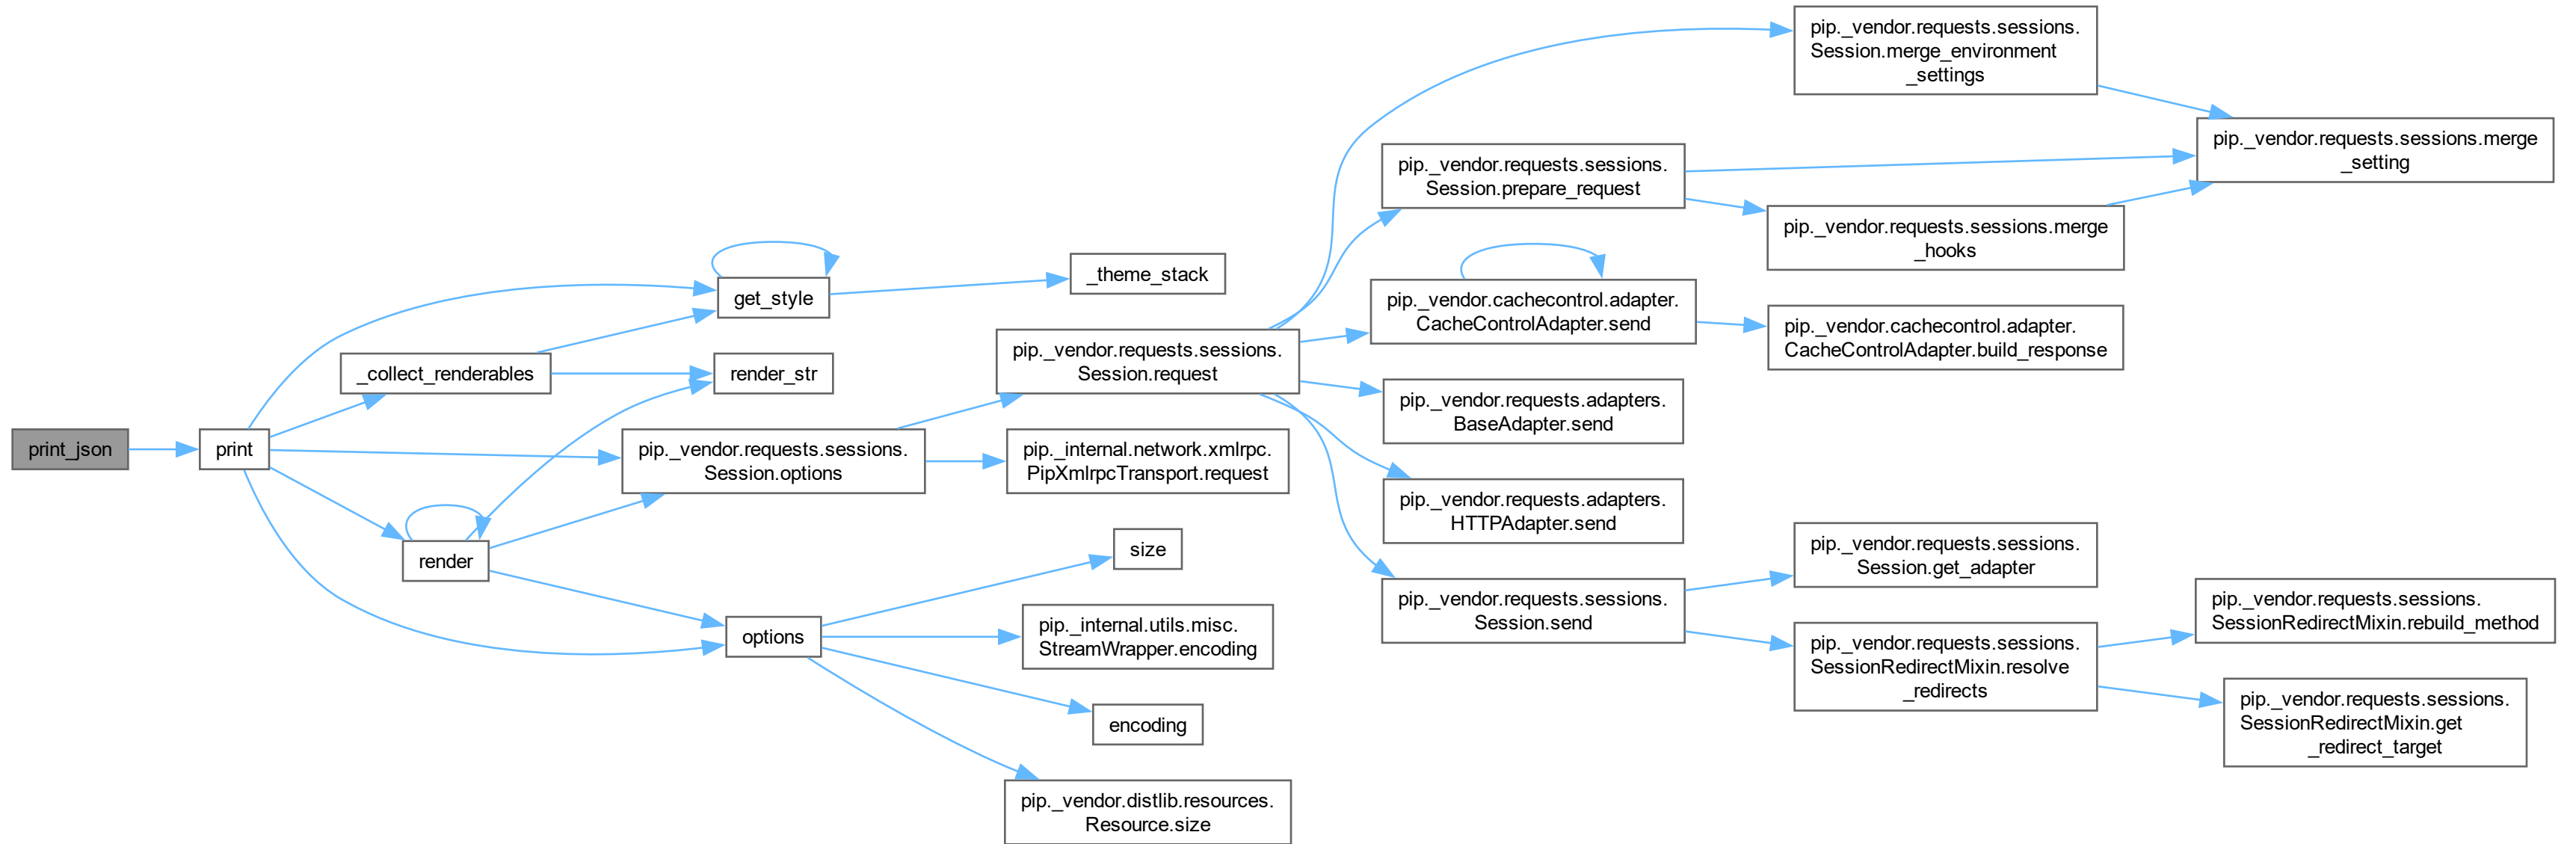 print_json
print
get_style
_collect_renderables
render_str
pip._vendor.requests.sessions.
Session.options
render
options
_theme_stack
pip._vendor.requests.sessions.
Session.request
pip._internal.network.xmlrpc.
PipXmlrpcTransport.request
size
pip._internal.utils.misc.
StreamWrapper.encoding
encoding
pip._vendor.distlib.resources.
Resource.size
pip._vendor.requests.sessions.
Session.merge_environment
_settings
pip._vendor.requests.sessions.
Session.prepare_request
pip._vendor.requests.sessions.merge
_setting
pip._vendor.requests.sessions.merge
_hooks
pip._vendor.cachecontrol.adapter.
CacheControlAdapter.send
pip._vendor.cachecontrol.adapter.
CacheControlAdapter.build_response
pip._vendor.requests.adapters.
BaseAdapter.send
pip._vendor.requests.adapters.
HTTPAdapter.send
pip._vendor.requests.sessions.
Session.send
pip._vendor.requests.sessions.
Session.get_adapter
pip._vendor.requests.sessions.
SessionRedirectMixin.resolve
_redirects
pip._vendor.requests.sessions.
SessionRedirectMixin.rebuild_method
pip._vendor.requests.sessions.
SessionRedirectMixin.get
_redirect_target